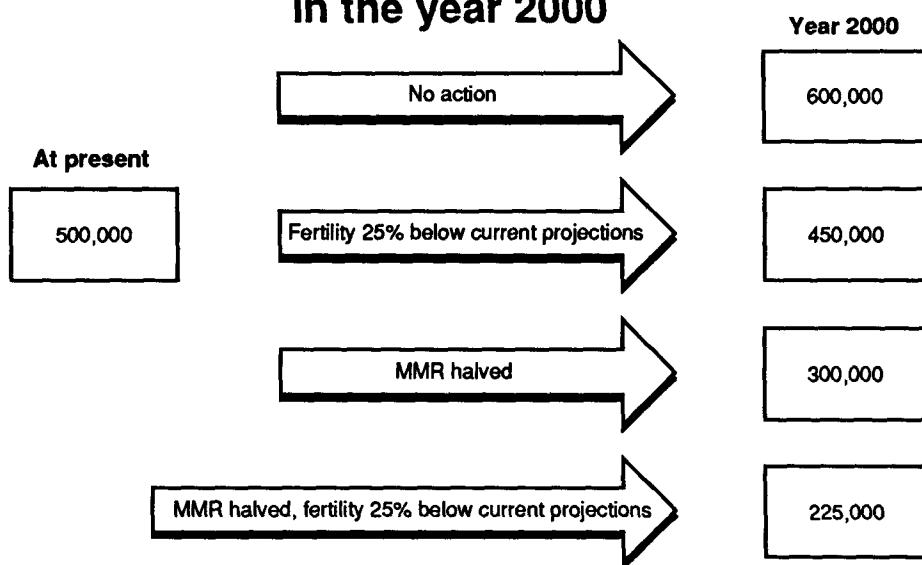 in the year 2000
Year 2000
No action
600,000
At present
500,000
Fertility 25% below current projections
450,000
MMR halved
300,000
MMR halved, fertility 25% below current projections
225,000